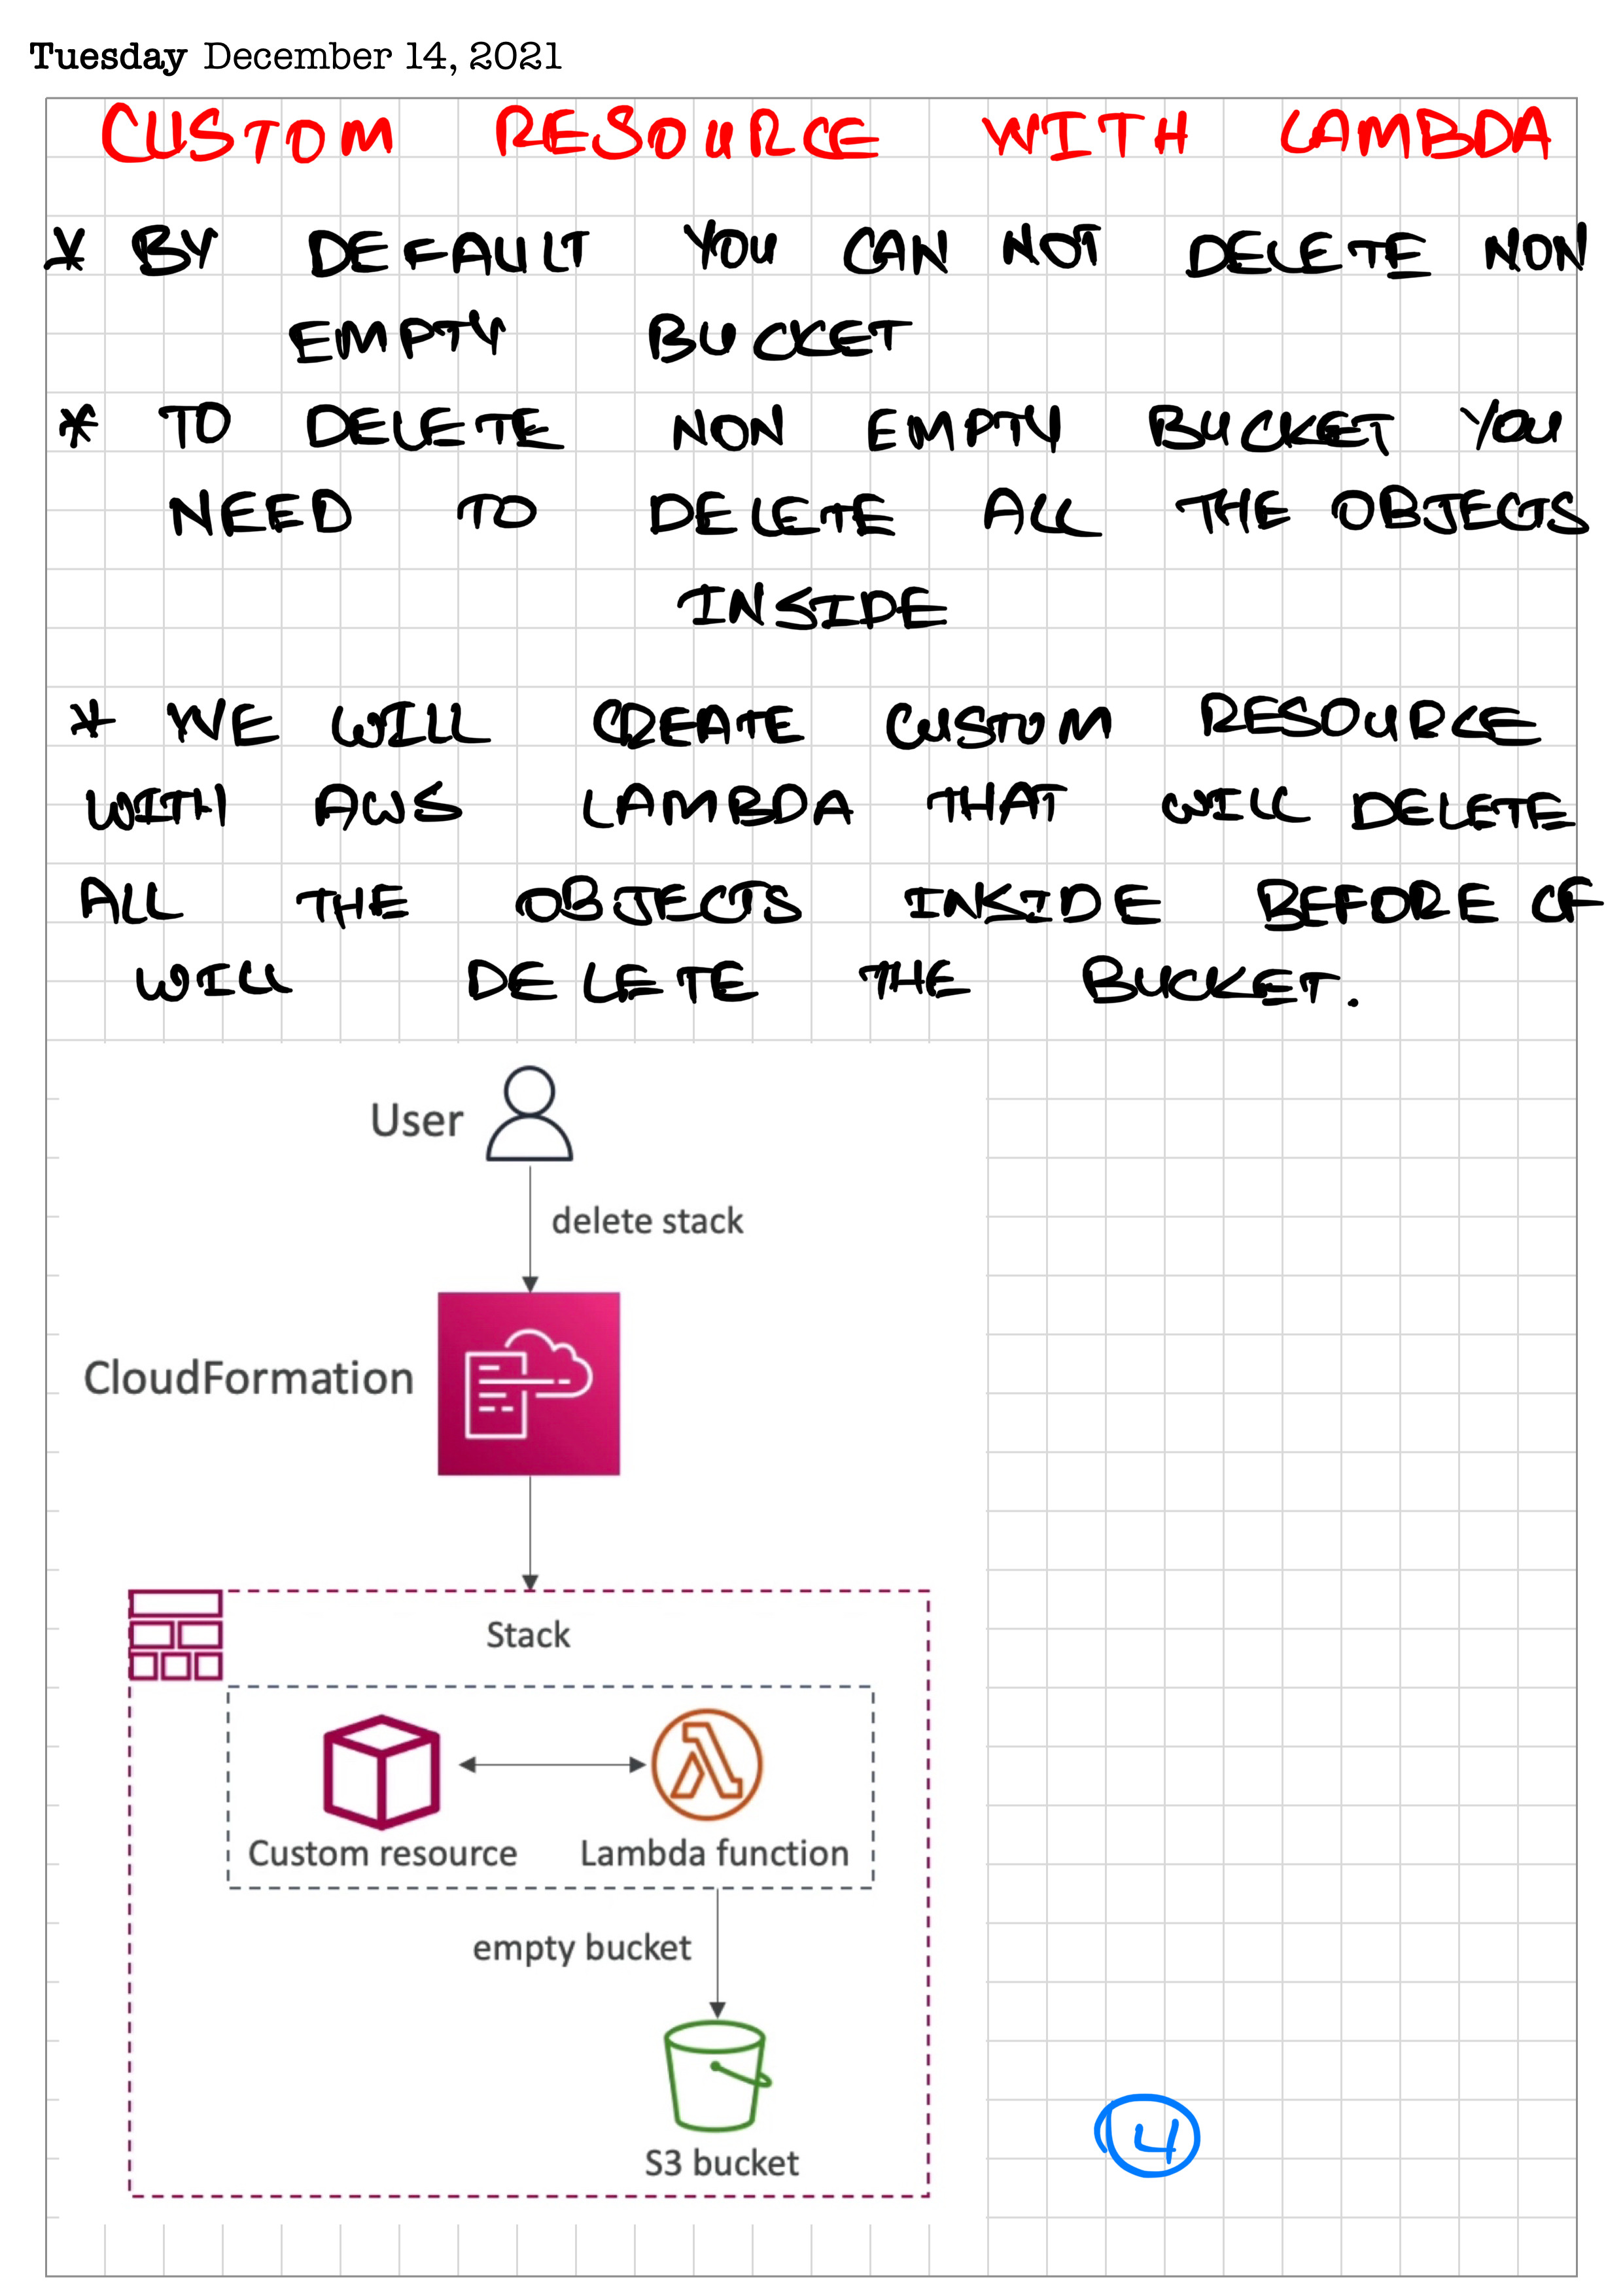 Tuesday December 14, 2021
CUSTOM RESOURCE WITH LAMBDA
* BY DEFAULT YOU CAN NOT DELETE NON
EMPTY BUCKET
* TO DELETE NON EMPTY BUCKET YOU
NEED TO DELETE ALL THE OBJECTS
INSIDE
* WE WILL CREATE CUSTOM RESOURCE
WITH AWS LAMBDA THAT WILL DELETE
ALL THE OBJECTS INSIDE BEFORE CF
WILL DELETE THE BUCKET.
User
delete stack
CloudFormation
Stack
Custom resource
Lambda function
empty bucket
S3 bucket
4